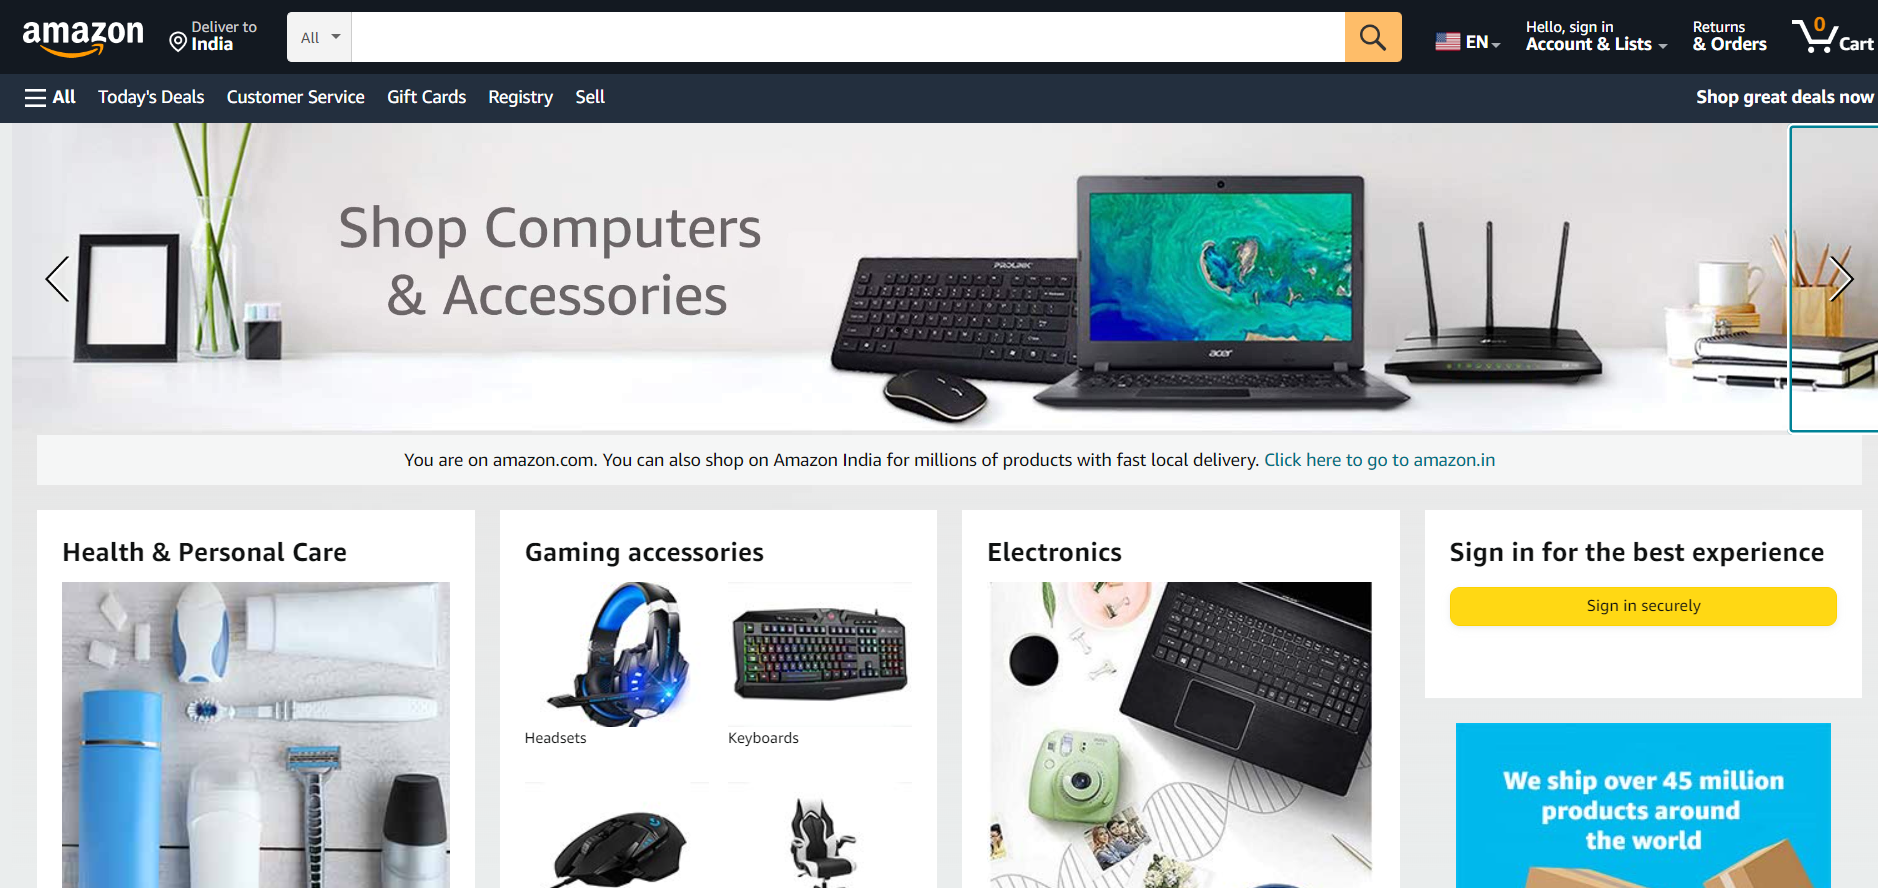 amazon
Deliver to
India
All
EN
Hello, sign in
Account & Lists
Returns
& Orders
0
Cart
All
Today's Deals
Customer Service
Gift Cards
Registry
Sell
Shop great deals now
Shop Computers
& Accessories
PROLINK
acer
You are on amazon.com. You can also shop on Amazon India for millions of products with fast local delivery. Click here to go to amazon.in
Health & Personal Care
Gaming accessories
Headsets
Keyboards
Electronics
Sign in for the best experience
Sign in securely
We ship over 45 million
products around
the world